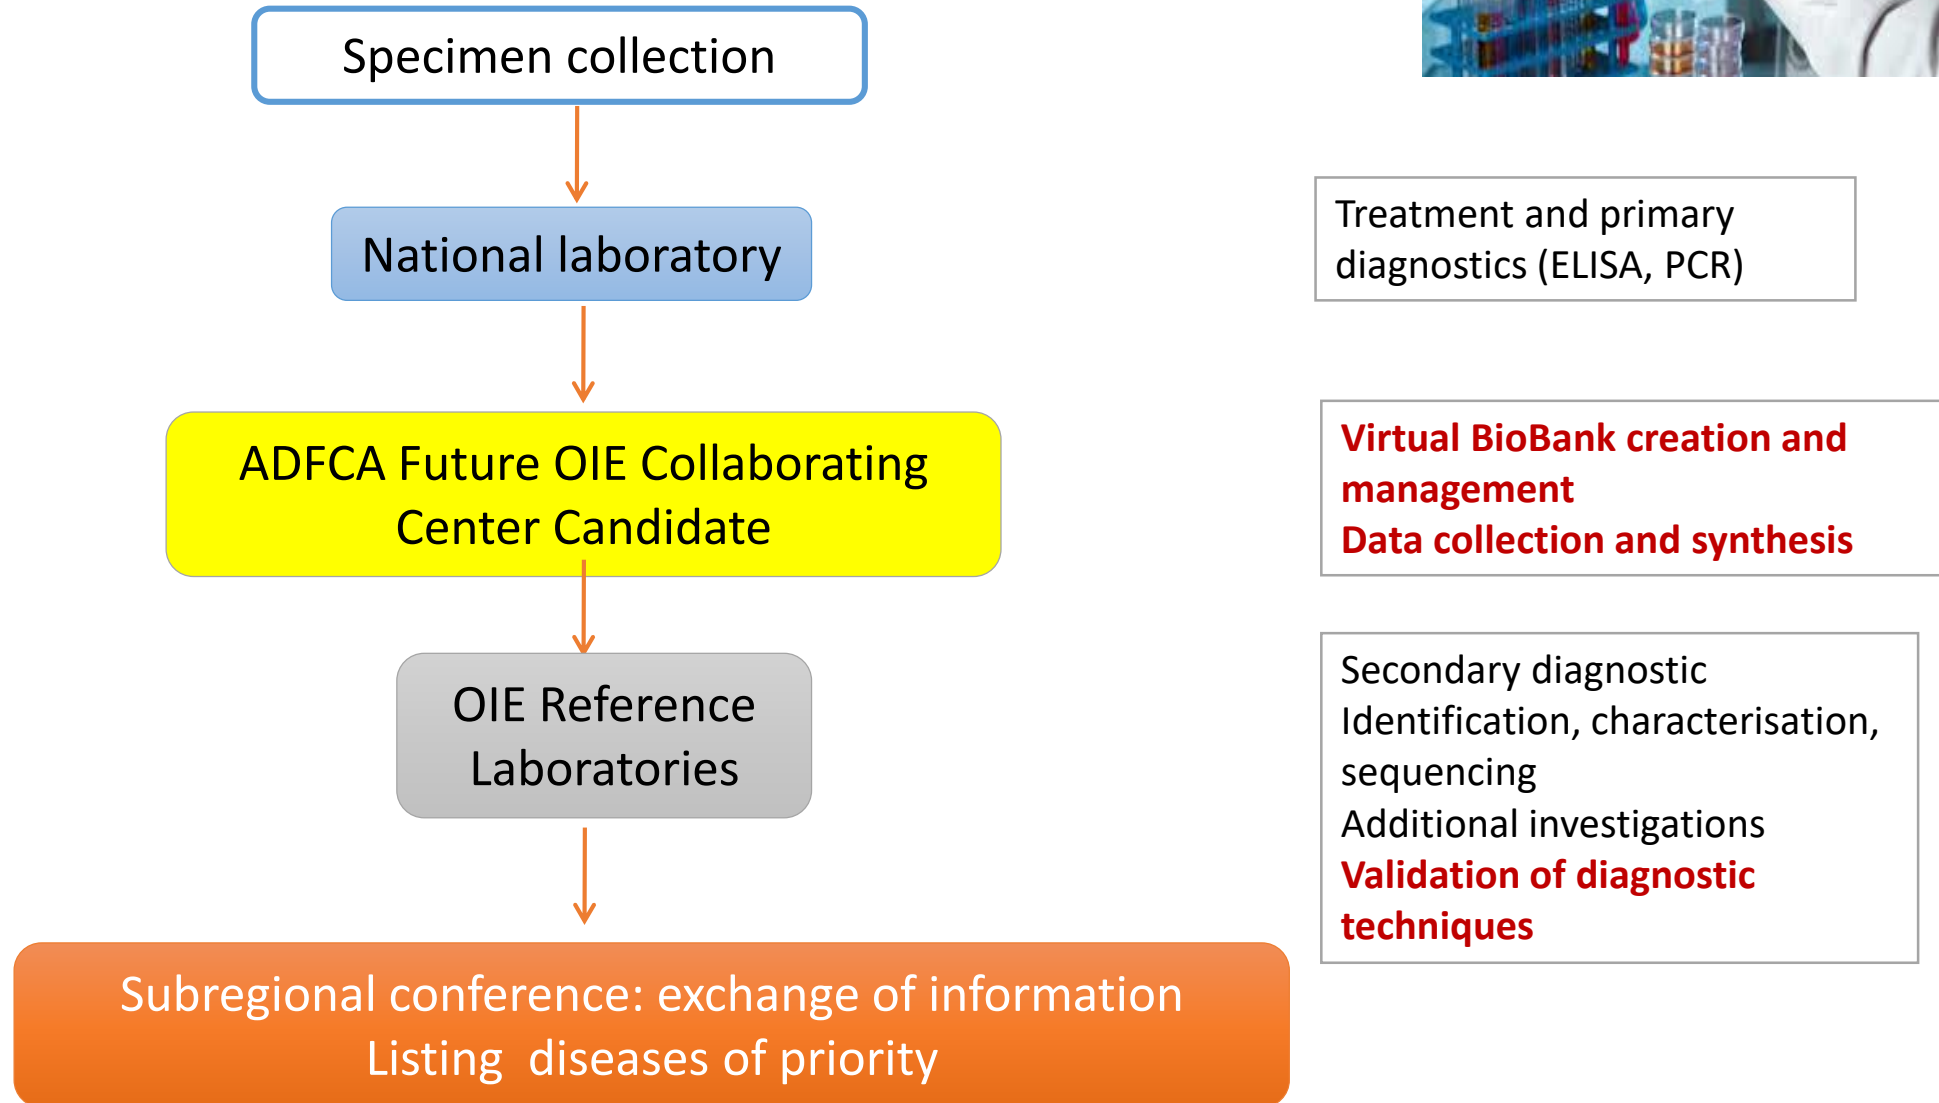 Specimen collection
National laboratory
Treatment and primary
diagnostics (ELISA, PCR)
ADFCA Future OIE Collaborating
Center Candidate
Virtual BioBank creation and
management
Data collection and synthesis
OIE Reference
Laboratories
Secondary diagnostic
Identification, characterisation,
sequencing
Additional investigations
Validation of diagnostic
techniques
Subregional conference: exchange of information
Listing  diseases of priority